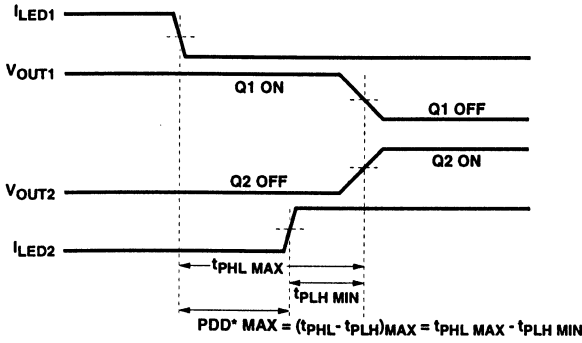 ILED1
VOUT1
Q1 ON
Q1 OFF
Q2 ON
Q2 OFF
VOUT2
ILED2
tPHL MAX
tPLH MIN
PDD* MAX = (tPHL- tPLH)MAX = tPHL MAX - tPLH MIN